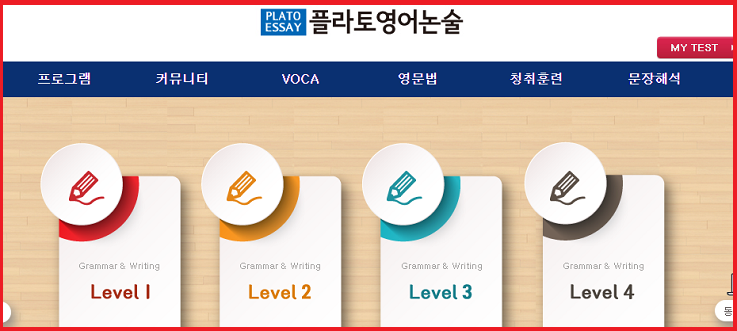 PLATO
ESSAY 플라토영어논술
MY TEST
프로그램 커뮤니티 VOCA 영문법 청취훈련 문장해석
Grammar & Writing Grammar & Writing Grammar & Writing Grammar & Writing
Level 1 Level 2 Level 3 Level 4